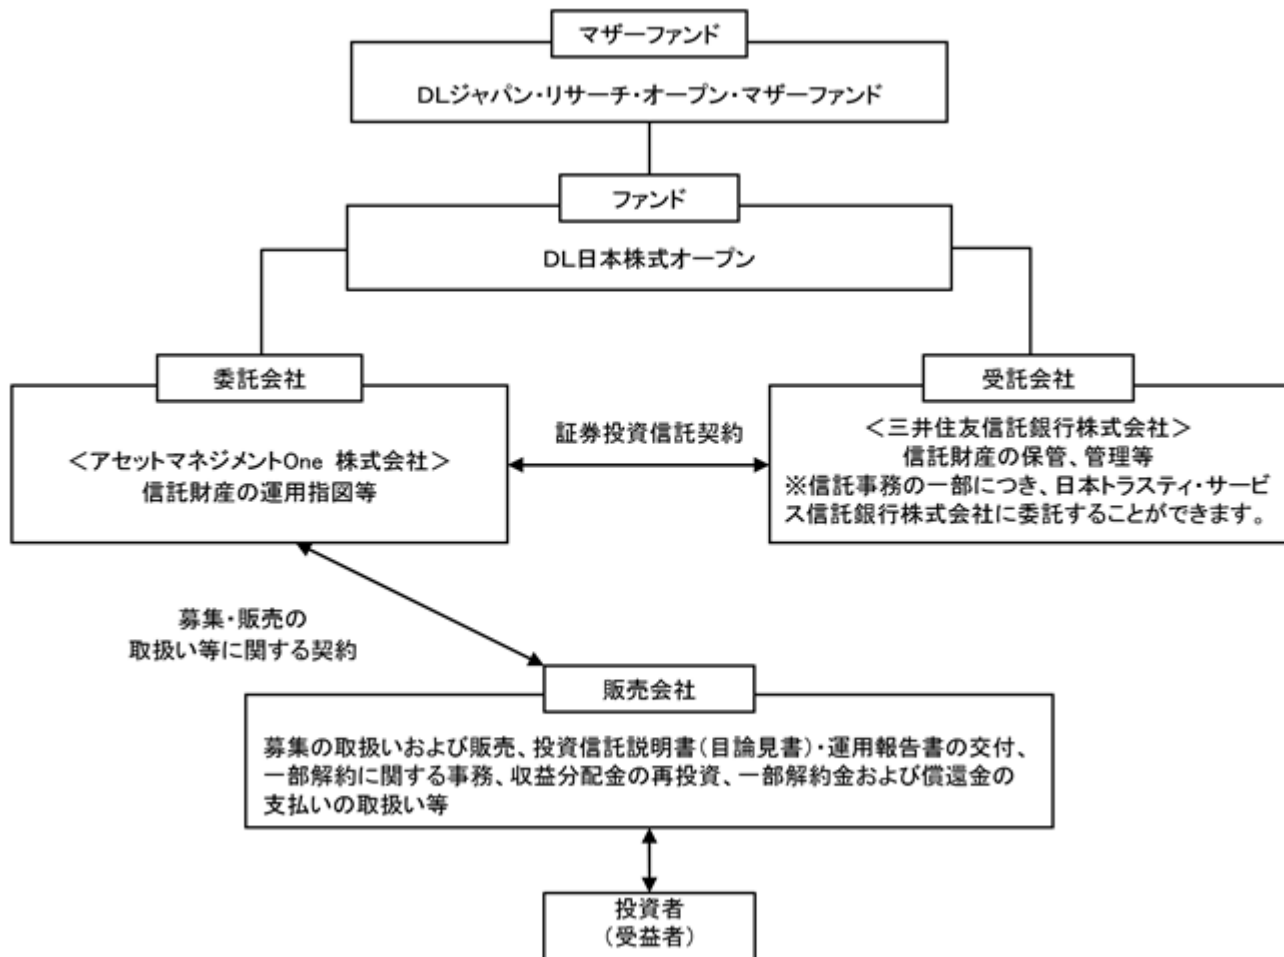 マザーファンド
DLジャパン・リサーチ・オープン・マザーファンド
ファンド
DL日本株式オープン
委託会社
＜アセットマネジメントOne 株式会社＞
信託財産の運用指図等
証券投資信託契約
受託会社
＜三井住友信託銀行株式会社＞
信託財産の保管、管理等
※信託事務の一部につき、日本トラスティ・サービ
ス信託銀行株式会社に委託することができます。
募集・販売の
取扱い等に関する契約
販売会社
募集の取扱いおよび販売、投資信託説明書（目論見書）・運用報告書の交付、
一部解約に関する事務、収益分配金の再投資、一部解約金および償還金の
支払いの取扱い等
投資者
（受益者）